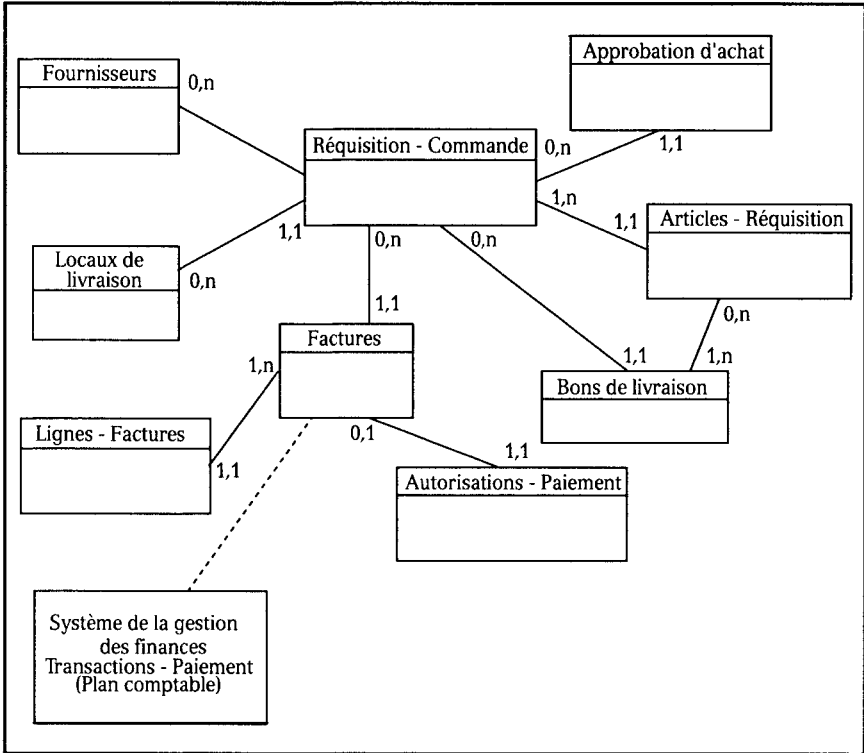 Approbation d'achat
Fournisseurs
0,n
Réquisition - Commande
0,n
1,1
1,n
1,1
Articles - Réquisition
1,1
0,n
0,n
Locaux de
livraison
0,n
0,n
1,1
Factures
1,n
1,1
1,n
Bons de livraison
Lignes - Factures
1,1
0,1
1,1
Autorisations - Paiement
Système de la gestion
des finances
Transactions - Paiement
(Plan comptable)